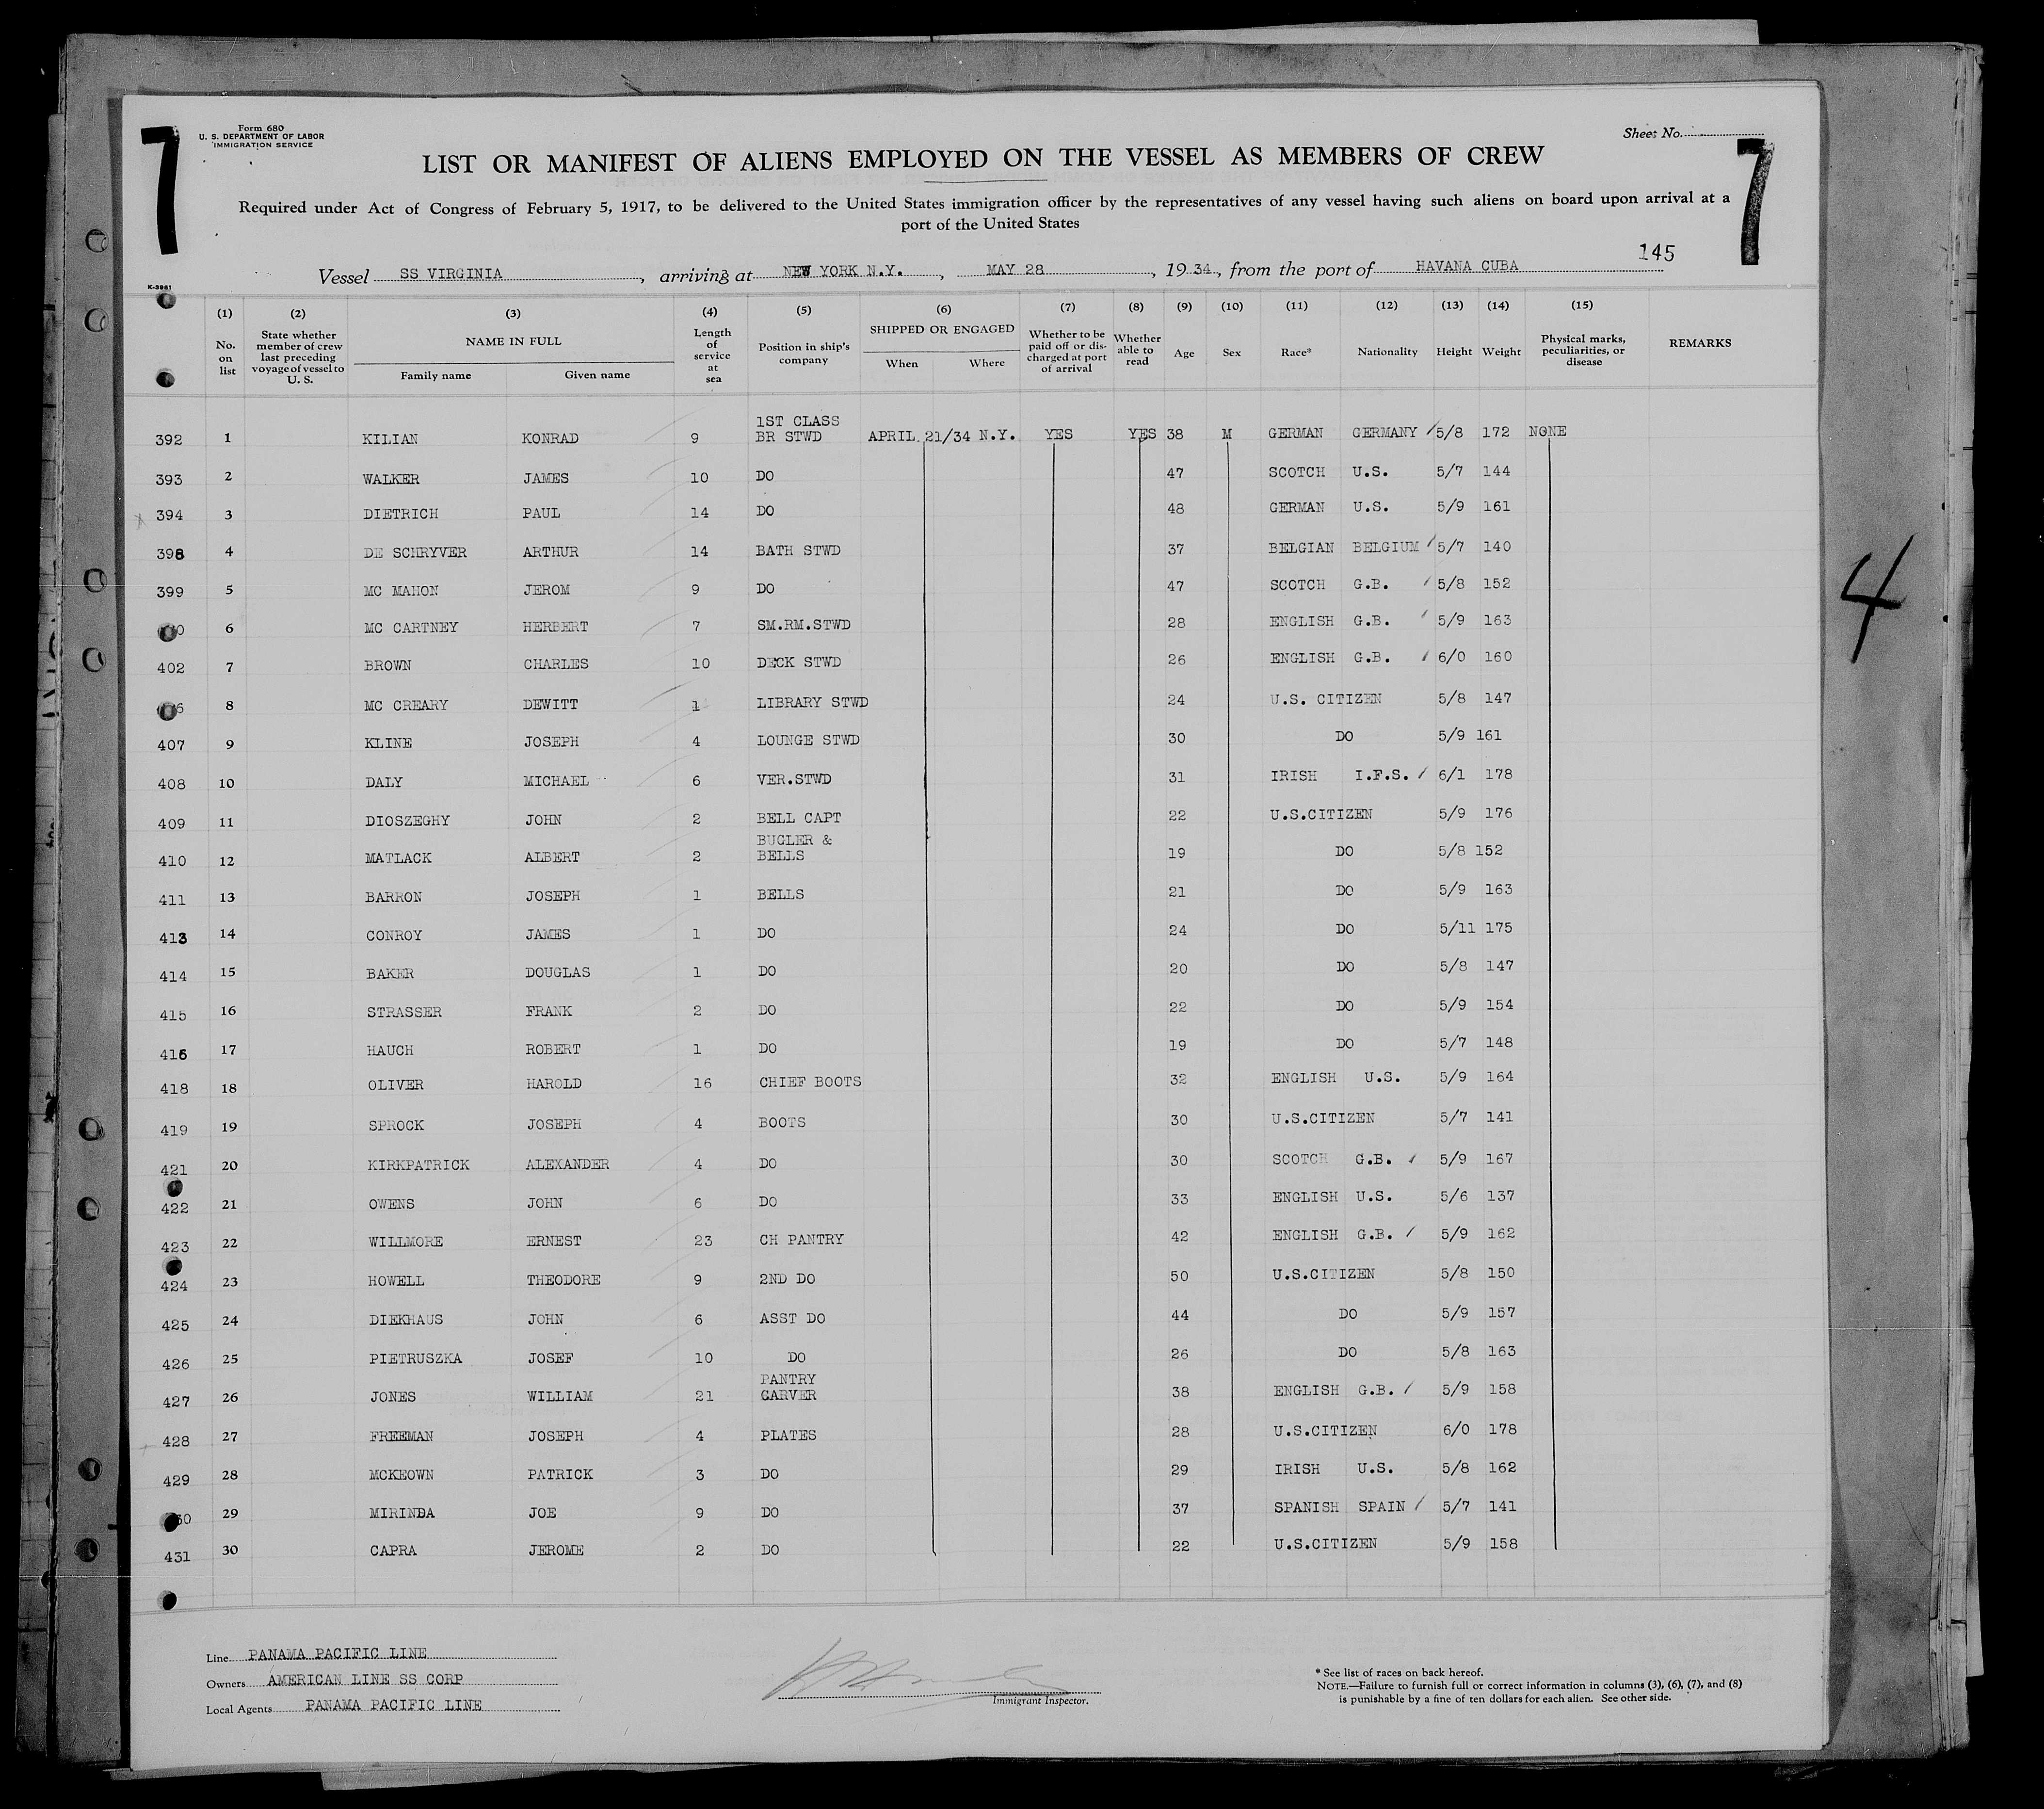 7
Form 680
U. S. DEPARTMENT OF LABOR
IMMIGRATION SERVICE
Sheet No.
7
LIST OR MANIFEST OF ALIENS EMPLOYED ON THE VESSEL AS MEMBERS OF CREW
Required under Act of Congress of February 5, 1917, to be delivered to the United States immigration officer by the representatives of any vessel having such aliens on board upon arrival at a
port of the United States
145
Vessel SS VIRGINIA, arriving at NEW YORK N.Y., MAY 28, 1934, from the port of HAVANA CUBA
K-3961
(1) (2) (3) (4) (5) (6) (7) (8) (9) (10) (11) (12) (13) (14) (15)
No. on list State whether member of crew last preceding voyage of vessel to U. S. NAME IN FULL Family name Given name Length of service at sea Position in ship's company SHIPPED OR ENGAGED When Where Whether to be paid off or discharged at port of arrival Whether able to read Age Sex Race* Nationality Height Weight Physical marks, peculiarities, or disease REMARKS
392 1 KILIAN KONRAD 9 1ST CLASS BR STWD APRIL 21/34 N.Y. YES YES 38 M GERMAN GERMANY 5/8 172 NONE
393 2 WALKER JAMES 10 DO 47 SCOTCH U.S. 5/7 144
394 3 DIETRICH PAUL 14 DO 48 GERMAN U.S. 5/9 161
398 4 DE SCHRYVER ARTHUR 14 BATH STWD 37 BELGIAN BELGIUM 5/7 140
399 5 MC MAHON JEROM 9 DO 47 SCOTCH G.B. 5/8 152
6 MC CARTNEY HERBERT 7 SM.RM.STWD 28 ENGLISH G.B. 5/9 163
402 7 BROWN CHARLES 10 DECK STWD 26 ENGLISH G.B. 6/0 160
8 MC CREARY DEWITT 1 LIBRARY STWD 24 U.S. CITIZEN 5/8 147
407 9 KLINE JOSEPH 4 LOUNGE STWD 30 DO 5/9 161
408 10 DALY MICHAEL 6 VER.STWD 31 IRISH I.F.S. 6/1 178
409 11 DIOSZEGHY JOHN 2 BELL CAPT 22 U.S.CITIZEN 5/9 176
410 12 MATLACK ALBERT 2 BUGLER & BELLS 19 DO 5/8 152
411 13 BARRON JOSEPH 1 BELLS 21 DO 5/9 163
413 14 CONROY JAMES 1 DO 24 DO 5/11 175
414 15 BAKER DOUGLAS 1 DO 20 DO 5/8 147
415 16 STRASSER FRANK 2 DO 22 DO 5/9 154
416 17 HAUCH ROBERT 1 DO 19 DO 5/7 148
418 18 OLIVER HAROLD 16 CHIEF BOOTS 32 ENGLISH U.S. 5/9 164
419 19 SPROCK JOSEPH 4 BOOTS 30 U.S.CITIZEN 5/7 141
421 20 KIRKPATRICK ALEXANDER 4 DO 30 SCOTCH G.B. 5/9 167
422 21 OWENS JOHN 6 DO 33 ENGLISH U.S. 5/6 137
423 22 WILLMORE ERNEST 23 CH PANTRY 42 ENGLISH G.B. 5/9 162
424 23 HOWELL THEODORE 9 2ND DO 50 U.S.CITIZEN 5/8 150
425 24 DIEKHAUS JOHN 6 ASST DO 44 DO 5/9 157
426 25 PIETRUSZKA JOSEF 10 DO 26 DO 5/8 163
427 26 JONES WILLIAM 21 PANTRY CARVER 38 ENGLISH G.B. 5/9 158
428 27 FREEMAN JOSEPH 4 PLATES 28 U.S.CITIZEN 6/0 178
429 28 MCKEOWN PATRICK 3 DO 29 IRISH U.S. 5/8 162
29 MIRINDA JOE 9 DO 37 SPANISH SPAIN 5/7 141
431 30 CAPRA JEROME 2 DO 22 U.S.CITIZEN 5/9 158
4
Line PANAMA PACIFIC LINE
Owners AMERICAN LINE SS CORP
Local Agents PANAMA PACIFIC LINE
Immigrant Inspector.
* See list of races on back hereof.
NOTE.—Failure to furnish full or correct information in columns (3), (6), (7), and (8)
is punishable by a fine of ten dollars for each alien. See other side.